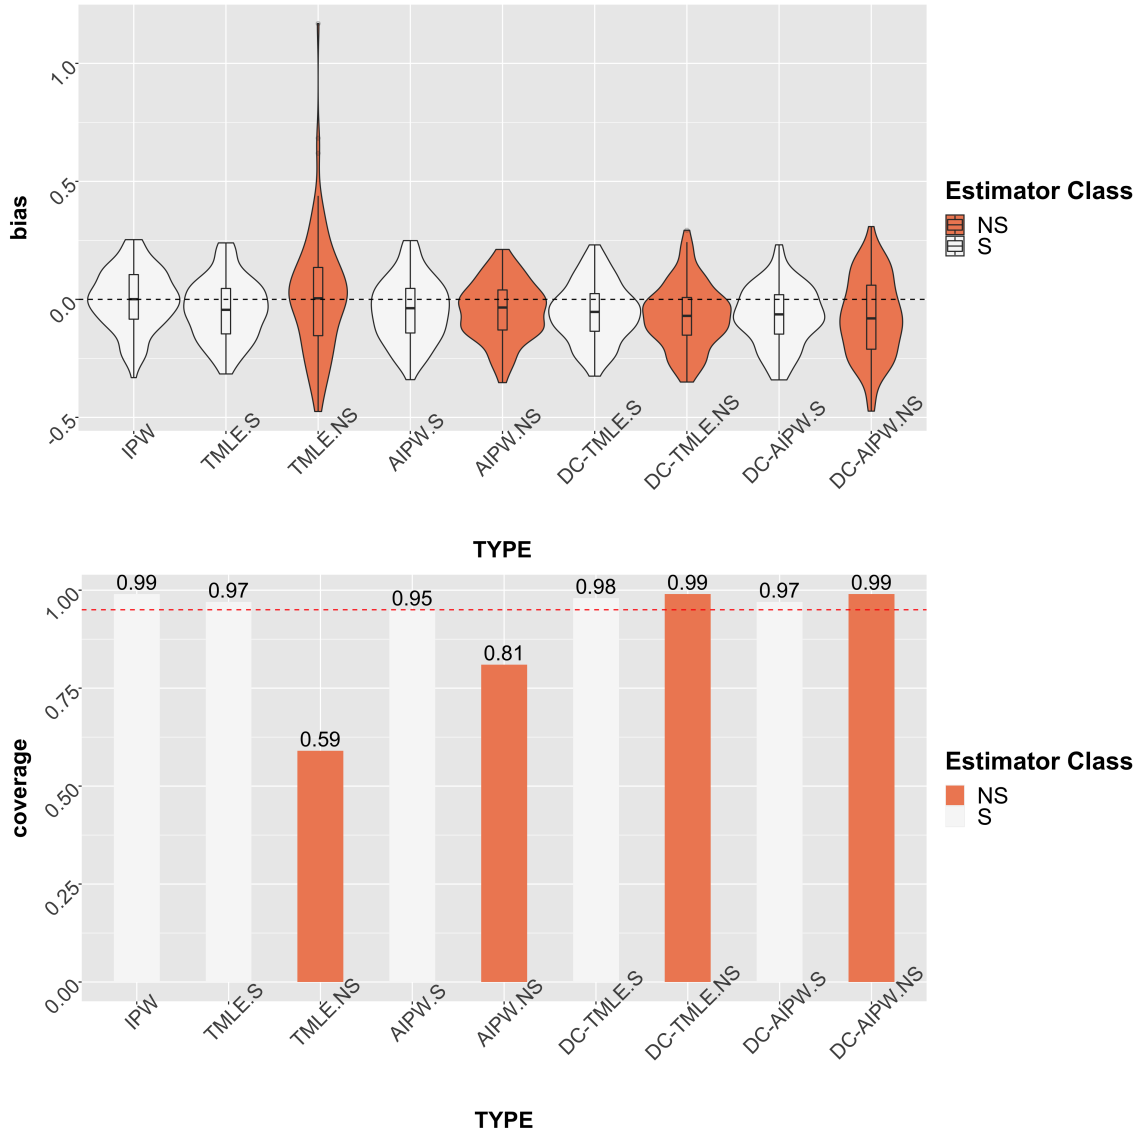 bias
1.0
0.5
0.0
-0.5
IPW
TMLE.S
TMLE.NS
AIPW.S
AIPW.NS
DC-TMLE.S
DC-TMLE.NS
DC-AIPW.S
DC-AIPW.NS
TYPE
Estimator Class
NS
S
coverage
1.00
0.75
0.50
0.25
0.00
0.99
0.97
0.59
0.95
0.81
0.98
0.99
0.97
0.99
IPW
TMLE.S
TMLE.NS
AIPW.S
AIPW.NS
DC-TMLE.S
DC-TMLE.NS
DC-AIPW.S
DC-AIPW.NS
TYPE
Estimator Class
NS
S